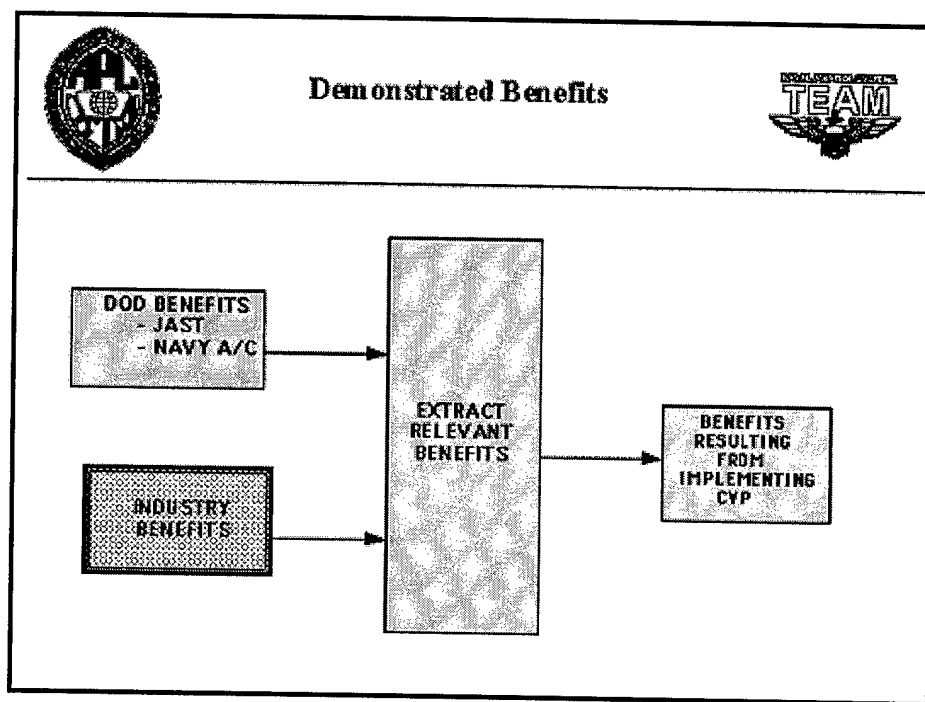 Demonstrated Benefits
TEAM
DOD BENEFITS
- JAST
- NAVY A/C
INDUSTRY
BENEFITS
EXTRACT
RELEVANT
BENEFITS
BENEFITS
RESULTING
FROM
IMPLEMENTING
CVP